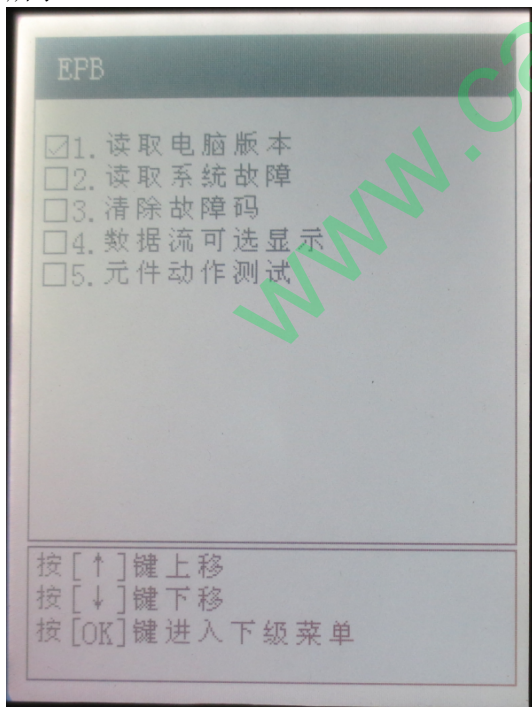 EPB
☑1.读取电脑版本
☐2.读取系统故障
☐3.清除故障码
☐4.数据流可选显示
☐5.元件动作测试
www.ca
按[↑]键上移
按[↓]键下移
按[OK]键进入下级菜单